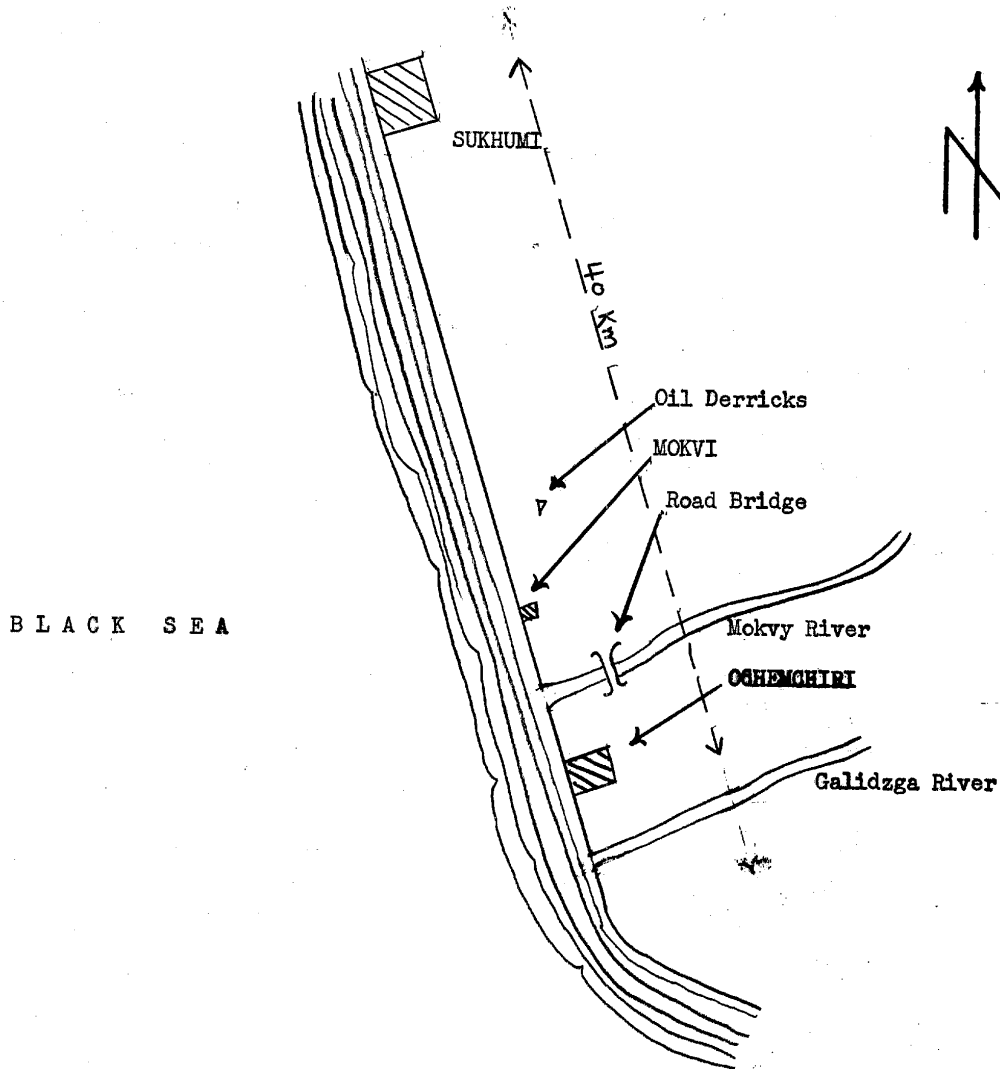 SUKHUMI
40 Km
Oil Derricks
MOKVI
Road Bridge
BLACK SEA
Mokvy River
OCHEMCHIRI
Galidzga River